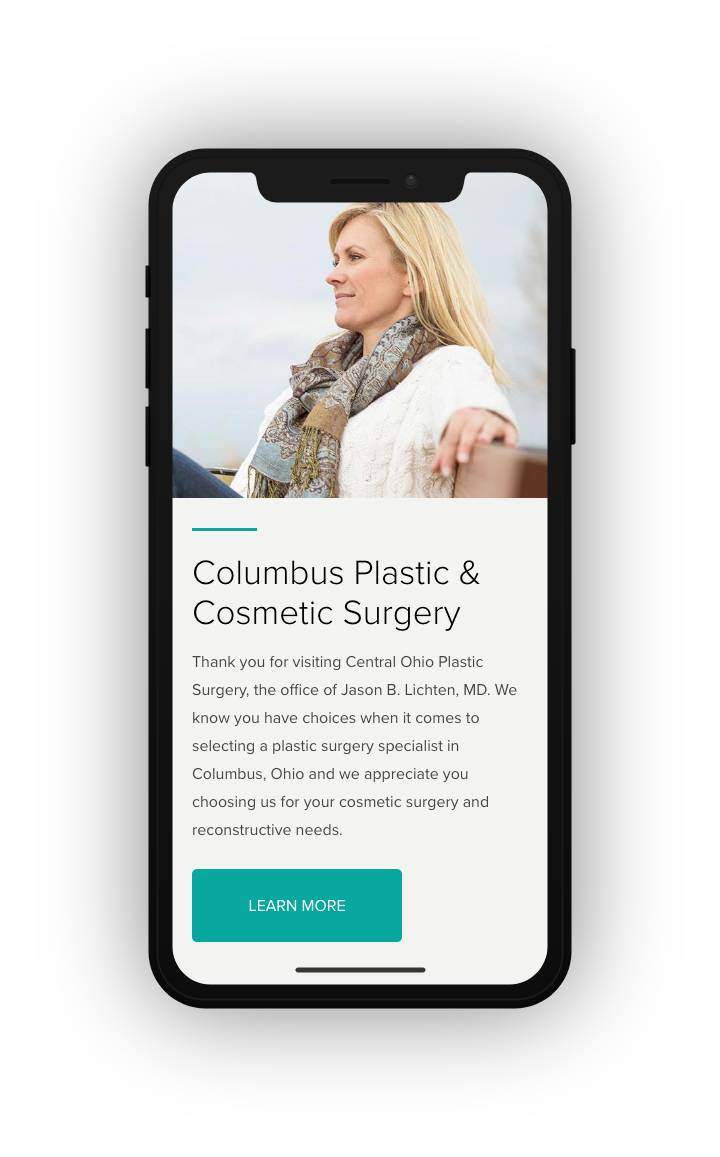 Columbus Plastic &
Cosmetic Surgery
Thank you for visiting Central Ohio Plastic
Surgery, the office of Jason B. Lichten, MD. We
know you have choices when it comes to
selecting a plastic surgery specialist in
Columbus, Ohio and we appreciate you
choosing us for your cosmetic surgery and
reconstructive needs.
LEARN MORE